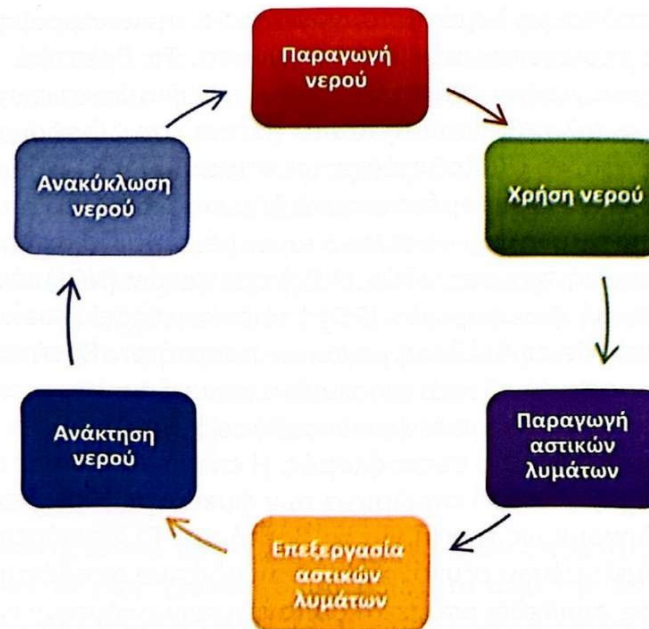 Παραγωγή
νερού
Χρήση νερού
Παραγωγή
αστικών
λυμάτων
Επεξεργασία
αστικών
λυμάτων
Ανάκτηση
νερού
Ανακύκλωση
νερού